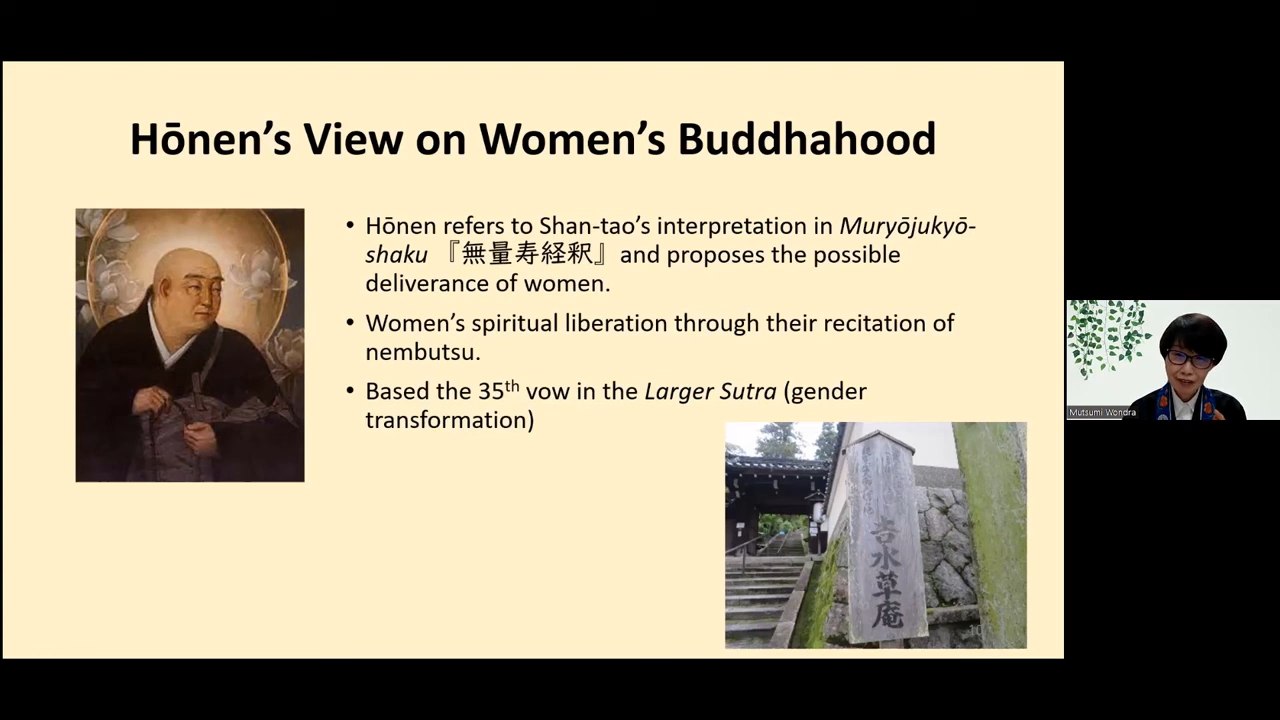 Hōnen's View on Women's Buddhahood
• Hōnen refers to Shan-tao's interpretation in Muryōjukyō-
shaku 『無量寿経釈』 and proposes the possible
deliverance of women.
• Women's spiritual liberation through their recitation of
nembutsu.
• Based the 35th vow in the Larger Sutra (gender
transformation)
吉水草庵
10
Mutsumi Wondra